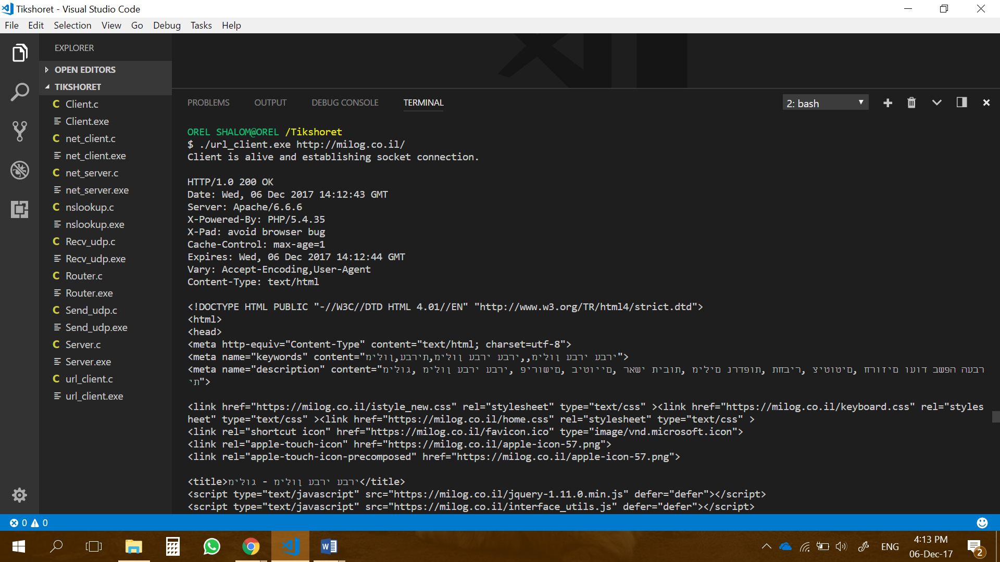 Tikshoret - Visual Studio Code
File Edit Selection View Go Debug Tasks Help
EXPLORER
OPEN EDITORS
TIKSHORET
C Client.c
Client.exe
C net_client.c
net_client.exe
C net_server.c
net_server.exe
C nslookup.c
nslookup.exe
C Recv_udp.c
Recv_udp.exe
C Router.c
Router.exe
C Send_udp.c
Send_udp.exe
C Server.c
Server.exe
C url_client.c
url_client.exe
PROBLEMS OUTPUT DEBUG CONSOLE TERMINAL 2: bash
OREL SHALOM@OREL /Tikshoret
$ ./url_client.exe http://milog.co.il/
Client is alive and establishing socket connection.
HTTP/1.0 200 OK
Date: Wed, 06 Dec 2017 14:12:43 GMT
Server: Apache/6.6.6
X-Powered-By: PHP/5.4.35
X-Pad: avoid browser bug
Cache-Control: max-age=1
Expires: Wed, 06 Dec 2017 14:12:44 GMT
Vary: Accept-Encoding,User-Agent
Content-Type: text/html
<!DOCTYPE HTML PUBLIC "-//W3C//DTD HTML 4.01//EN" "http://www.w3.org/TR/html4/strict.dtd">
<html>
<head>
<meta http-equiv="Content-Type" content="text/html; charset=utf-8">
<meta name="keywords" content="מילון,עברית,מילון עברי עברי,,מילון עברי עברי">
<meta name="description" content="מילוג, מילון עברי עברי, פירושים, ביטויים, ראשי תיבות, מילים נרדפות, תחביר, ציטוטים, חרוזים ועוד בשפה העבר
ית">
<link href="https://milog.co.il/istyle_new.css" rel="stylesheet" type="text/css" ><link href="https://milog.co.il/keyboard.css" rel="styles
heet" type="text/css" ><link href="https://milog.co.il/home.css" rel="stylesheet" type="text/css" >
<link rel="shortcut icon" href="https://milog.co.il/favicon.ico" type="image/vnd.microsoft.icon">
<link rel="apple-touch-icon" href="https://milog.co.il/apple-icon-57.png">
<link rel="apple-touch-icon-precomposed" href="https://milog.co.il/apple-icon-57.png">
<title>מילוג - מילון עברי עברי</title>
<script type="text/javascript" src="https://milog.co.il/jquery-1.11.0.min.js" defer="defer"></script>
<script type="text/javascript" src="https://milog.co.il/interface_utils.js" defer="defer"></script>
0 0
ENG
4:13 PM
06-Dec-17
2